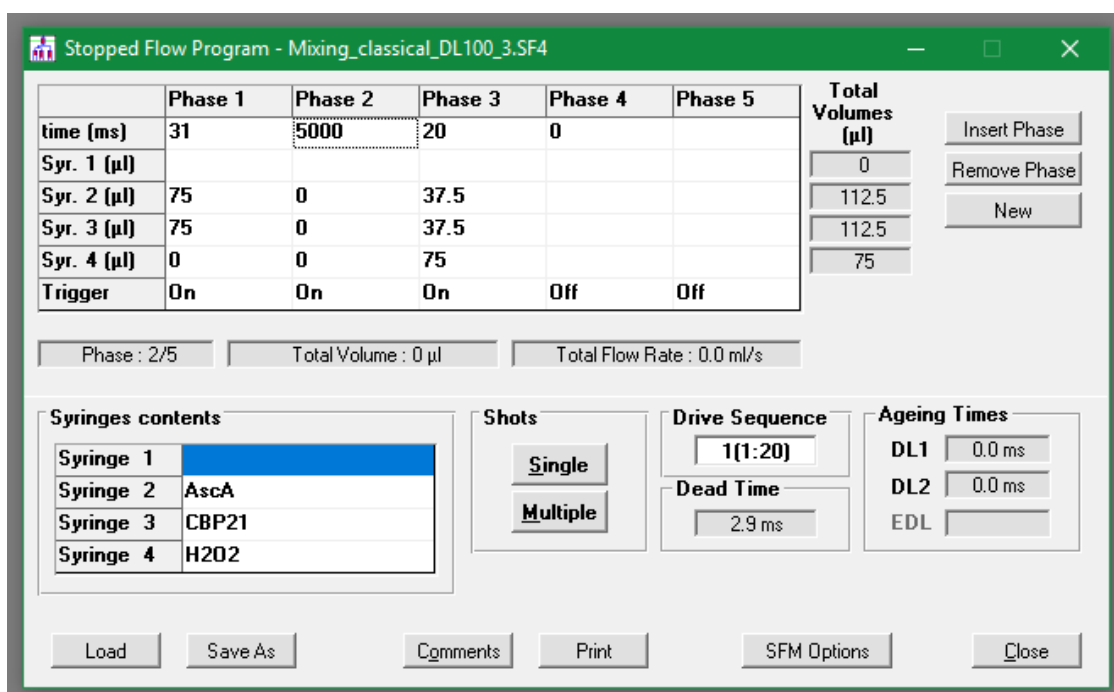 Stopped Flow Program - Mixing_classical_DL100_3.SF4
Phase 1 Phase 2 Phase 3 Phase 4 Phase 5 Total Volumes (µl)
time (ms) 31 5000 20 0
Syr. 1 (µl) 0
Syr. 2 (µl) 75 0 37.5 112.5
Syr. 3 (µl) 75 0 37.5 112.5
Syr. 4 (µl) 0 0 75 75
Trigger On On On Off Off
Insert Phase
Remove Phase
New
Phase : 2/5 Total Volume : 0 µl Total Flow Rate : 0.0 ml/s
Syringes contents
Syringe 1
Syringe 2 AscA
Syringe 3 CBP21
Syringe 4 H2O2
Shots
Single
Multiple
Drive Sequence
1(1:20)
Dead Time
2.9 ms
Ageing Times
DL1 0.0 ms
DL2 0.0 ms
EDL
Load Save As Comments Print SFM Options Close